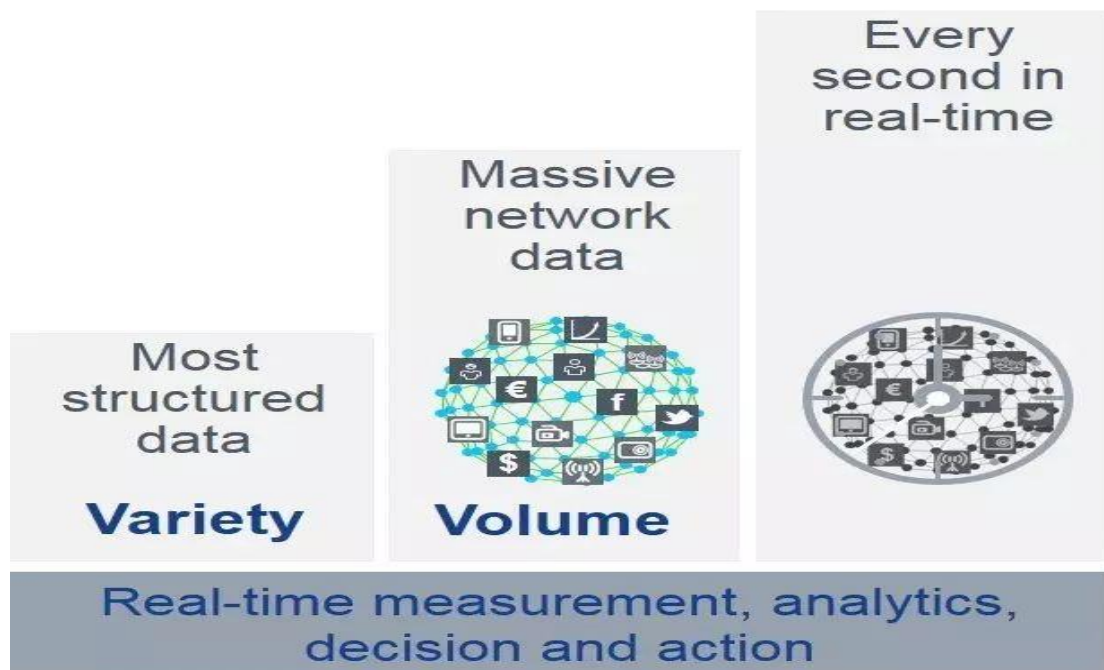 Every
second in
real-time
Massive
network
data
Most
structured
data
Variety
Volume
€
f
$
€
$
Real-time measurement, analytics,
decision and action